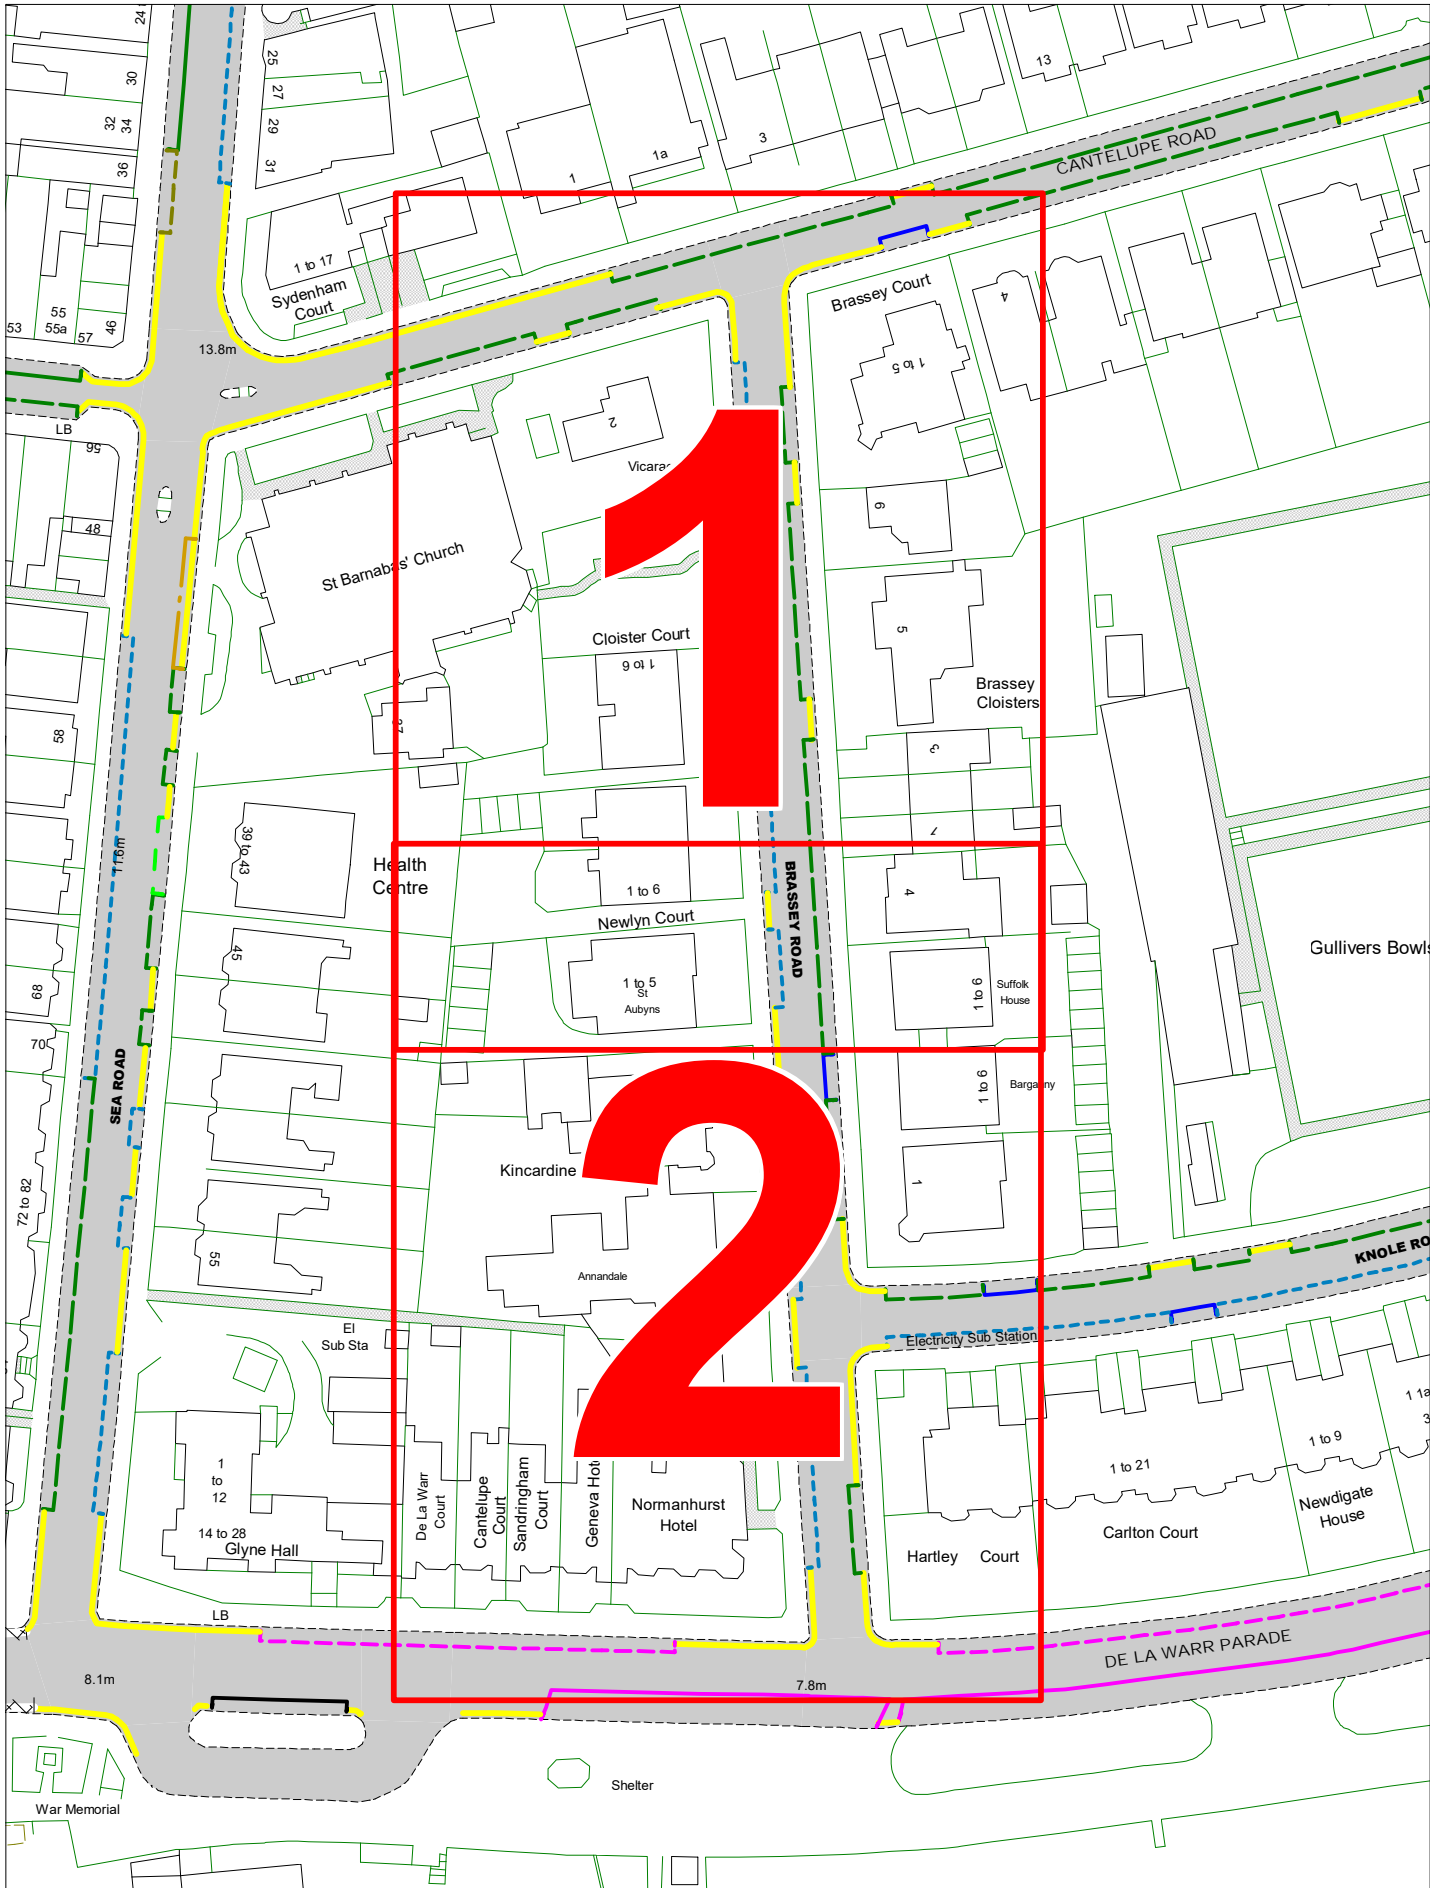 24
30
32
34
36
25
27
29
31
1
1a
3
13
CANTELUPE ROAD
1 to 17
Sydenham
Court
Brassey Court
4
1 to 5
53
55
55a
57
46
13.8m
LB
56
48
2
6
St Barnabas' Church
1
Cloister Court
1 to 6
5
Brassey
Cloisters
37
58
3
1
11.6m
39 to 43
Health
Centre
BRASSEY ROAD
1 to 6
Newlyn Court
4
45
1 to 5
St
Aubyns
1 to 6
Suffolk
House
Gullivers Bowls
68
70
SEA ROAD
2
1 to 6
Kincardine
1
72 to 82
55
Annandale
KNOLE RO
El
Sub Sta
Electricity Sub Station
1
to
12
14 to 28
Glyne Hall
De La Warr
Court
Cantelupe
Court
Sandringham
Court
Normanhurst
Hotel
1 to 21
1 to 9
1 1a
3
Newdigate
House
Carlton Court
Hartley Court
LB
DE LA WARR PARADE
8.1m
7.8m
Shelter
War Memorial